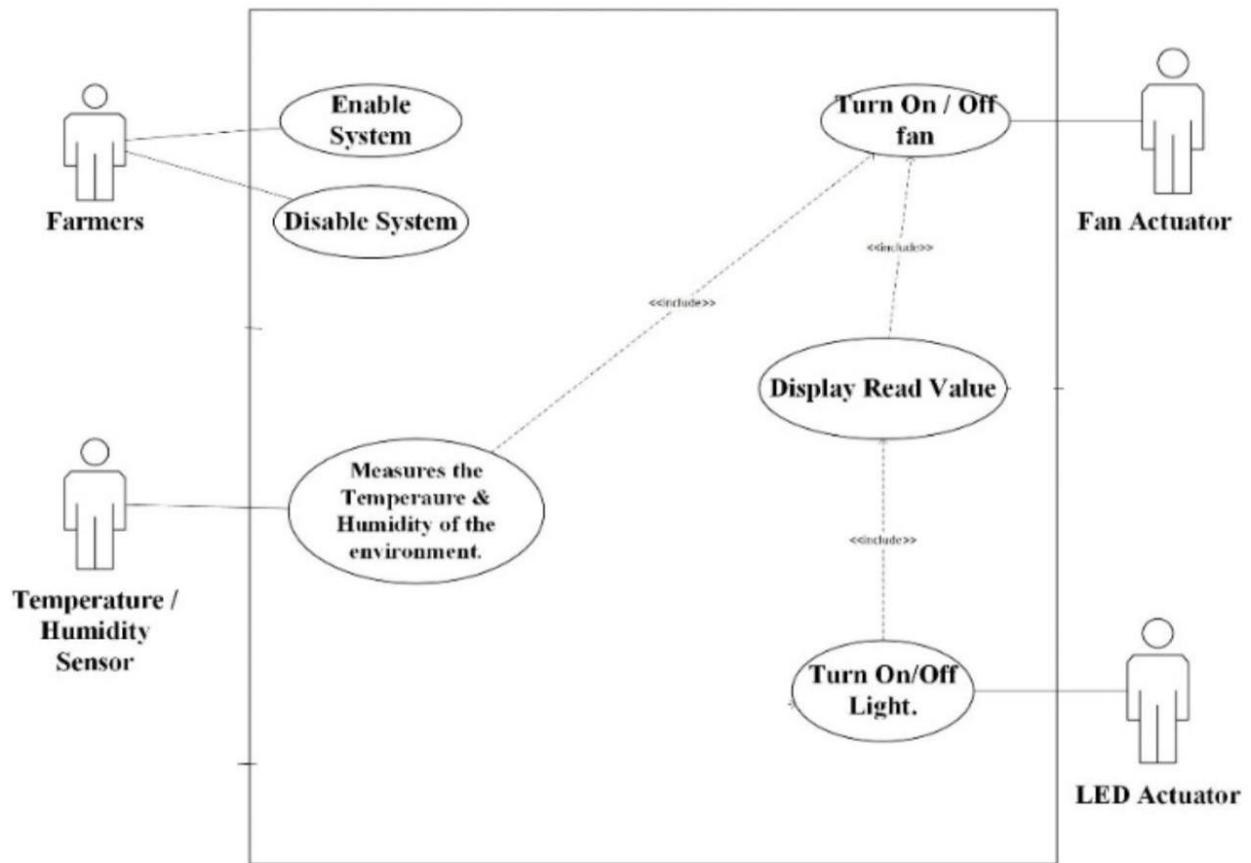 Enable
System
Turn On / Off
fan
Farmers
Disable System
Fan Actuator
<<include>>
<<include>>
Display Read Value
Measures the
Temperaure &
Humidity of the
environment.
<<include>>
Temperature /
Humidity
Sensor
Turn On/Off
Light.
LED Actuator